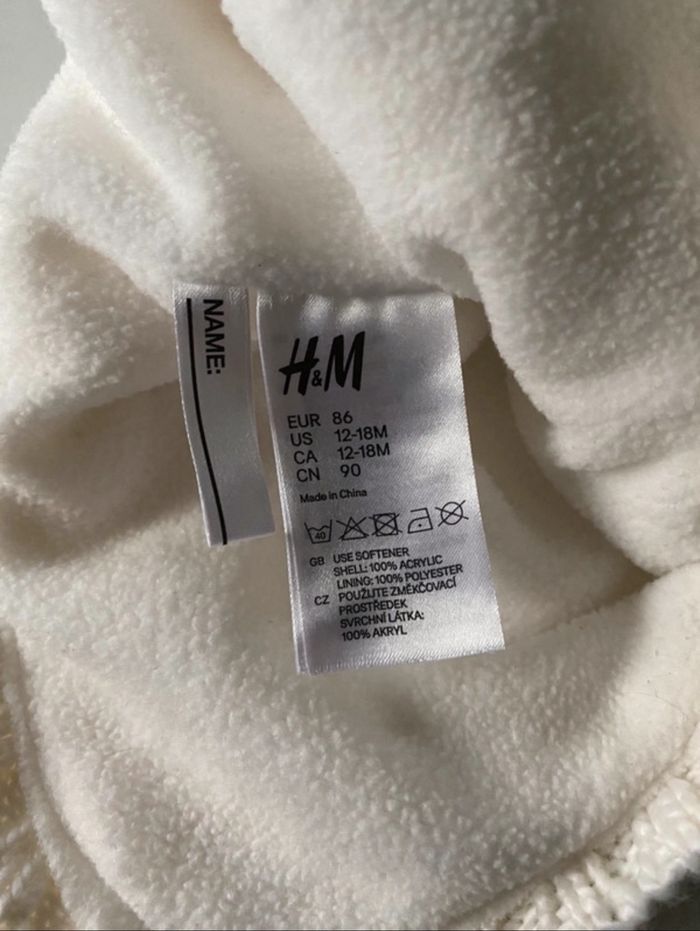 NAME:
H&M
EUR 86
US 12-18M
CA 12-18M
CN 90
Made in China
40
GB USE SOFTENER
SHELL: 100% ACRYLIC
LINING: 100% POLYESTER
CZ POUŽIJTE ZMĚKČOVACÍ
PROSTŘEDEK
SVRCHNÍ LÁTKA:
100% AKRYL